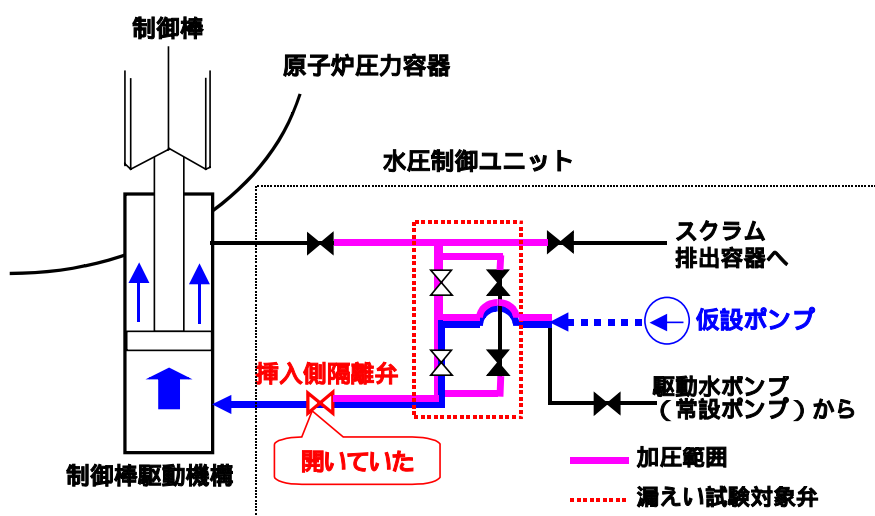 制御棒
原子炉圧力容器
水圧制御ユニット
スクラム
排出容器へ
仮設ポンプ
挿入側隔離弁
駆動水ポンプ
（常設ポンプ）から
開いていた
加圧範囲
制御棒駆動機構
漏えい試験対象弁